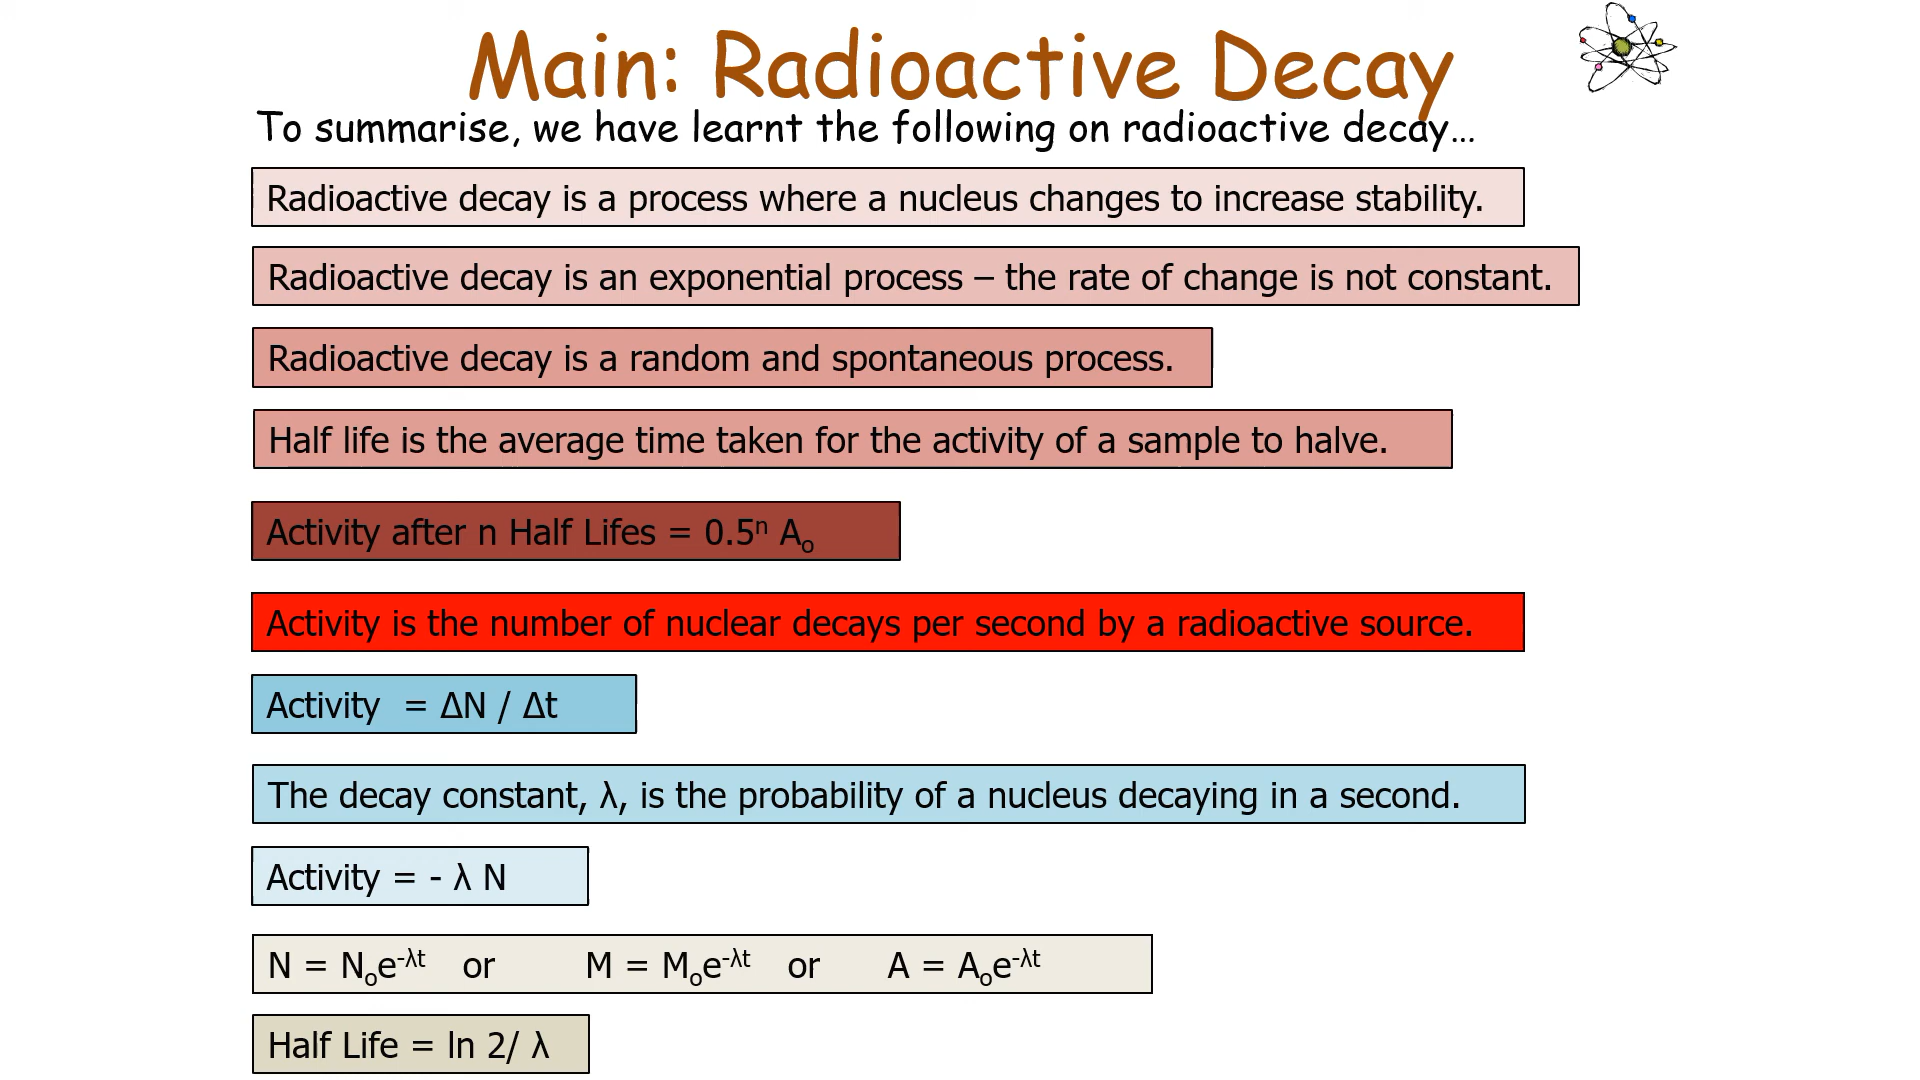 Main: Radioactive Decay
To summarise, we have learnt the following on radioactive decay…
Radioactive decay is a process where a nucleus changes to increase stability.
Radioactive decay is an exponential process – the rate of change is not constant.
Radioactive decay is a random and spontaneous process.
Half life is the average time taken for the activity of a sample to halve.
Activity after n Half Lifes = 0.5ⁿ Aₒ
Activity is the number of nuclear decays per second by a radioactive source.
Activity = ΔN / Δt
The decay constant, λ, is the probability of a nucleus decaying in a second.
Activity = - λ N
N = Nₒe^-λt or M = Mₒe^-λt or A = Aₒe^-λt
Half Life = ln 2/ λ